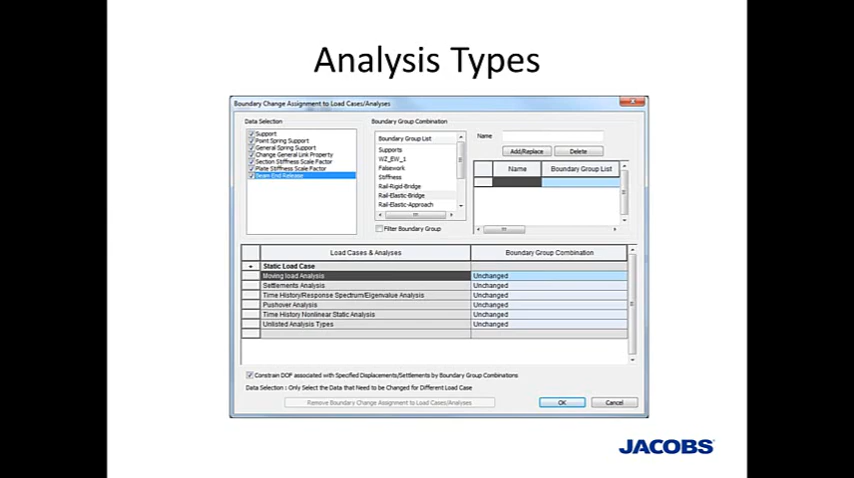 Analysis Types
Boundary Change Assignment to Load Cases/Analyses
Data Selection
Support
Point Spring Support
General Spring Support
Change General Link Property
Section Stiffness Scale Factor
Plate Stiffness Scale Factor
Beam End Release
Boundary Group Combination
Boundary Group List
Supports
WZ_EW_1
Falsework
Stiffness
Rail-Rigid-Bridge
Rail-Elastic-Bridge
Rail-Elastic-Approach
Filter Boundary Group
Name
Add/Replace Delete
Name Boundary Group List
Load Cases & Analyses Boundary Group Combination
Static Load Case
Moving load Analysis Unchanged
Settlements Analysis Unchanged
Time History/Response Spectrum/Eigenvalue Analysis Unchanged
Pushover Analysis Unchanged
Time History Nonlinear Static Analysis Unchanged
Unlisted Analysis Types Unchanged
Constrain DOF associated with Specified Displacements/Settlements by Boundary Group Combinations
Data Selection : Only Select the Data that Need to be Changed for Different Load Case
Remove Boundary Change Assignment to Load Cases/Analyses
OK Cancel
JACOBS